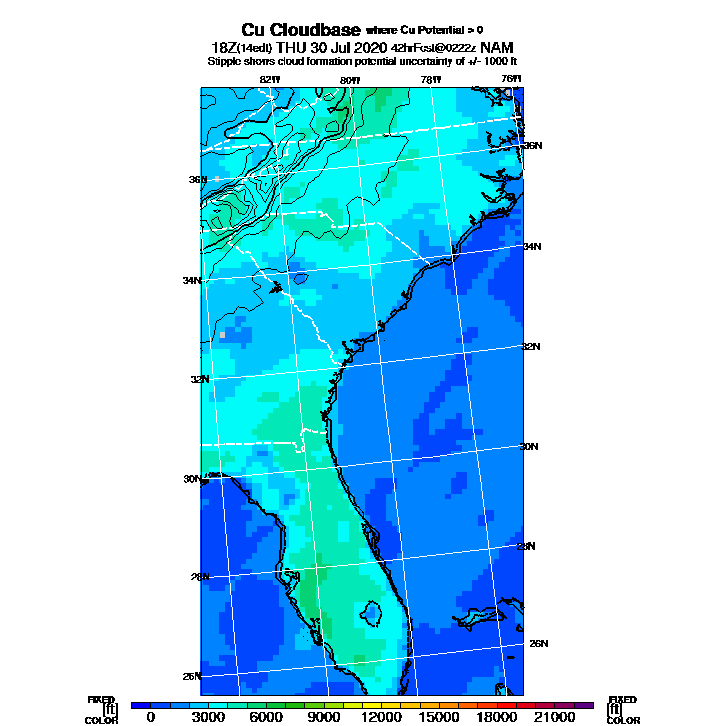 Cu Cloudbase where Cu Potential > 0
18Z(14edt) THU 30 Jul 2020 42hrFcst@0222z NAM
Stipple shows cloud formation potential uncertainty of +/- 1000 ft
82W 80W 78W 76W
36N
36N
34N
34N
32N
32N
30N
30N
28N
28N
26N
26N
FIXED FIXED
[ft] [ft]
COLOR COLOR
0 3000 6000 9000 12000 15000 18000 21000